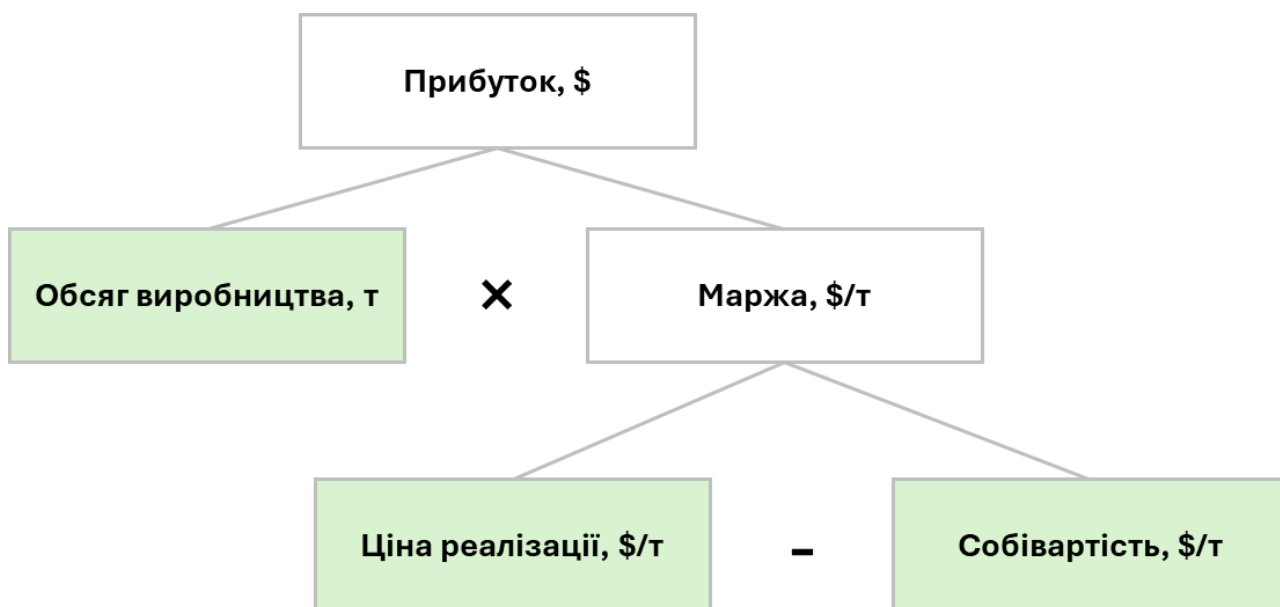 Прибуток, $
Обсяг виробництва, т
×
Маржа, $/т
Ціна реалізації, $/т
–
Собівартість, $/т